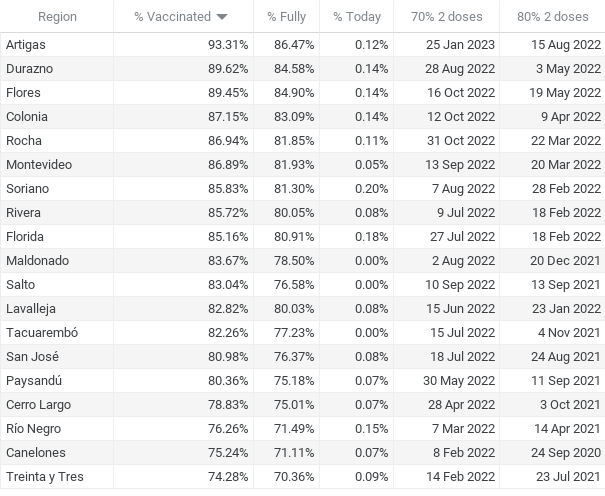 Region % Vaccinated % Fully % Today 70% 2 doses 80% 2 doses
Artigas 93.31% 86.47% 0.12% 25 Jan 2023 15 Aug 2022
Durazno 89.62% 84.58% 0.14% 28 Aug 2022 3 May 2022
Flores 89.45% 84.90% 0.14% 16 Oct 2022 19 May 2022
Colonia 87.15% 83.09% 0.14% 12 Oct 2022 9 Apr 2022
Rocha 86.94% 81.85% 0.11% 31 Oct 2022 22 Mar 2022
Montevideo 86.89% 81.93% 0.05% 13 Sep 2022 20 Mar 2022
Soriano 85.83% 81.30% 0.20% 7 Aug 2022 28 Feb 2022
Rivera 85.72% 80.05% 0.08% 9 Jul 2022 18 Feb 2022
Florida 85.16% 80.91% 0.18% 27 Jul 2022 18 Feb 2022
Maldonado 83.67% 78.50% 0.00% 2 Aug 2022 20 Dec 2021
Salto 83.04% 76.58% 0.00% 10 Sep 2022 13 Sep 2021
Lavalleja 82.82% 80.03% 0.08% 15 Jun 2022 23 Jan 2022
Tacuarembó 82.26% 77.23% 0.00% 15 Jul 2022 4 Nov 2021
San José 80.98% 76.37% 0.08% 18 Jul 2022 24 Aug 2021
Paysandú 80.36% 75.18% 0.07% 30 May 2022 11 Sep 2021
Cerro Largo 78.83% 75.01% 0.07% 28 Apr 2022 3 Oct 2021
Río Negro 76.26% 71.49% 0.15% 7 Mar 2022 14 Apr 2021
Canelones 75.24% 71.11% 0.07% 8 Feb 2022 24 Sep 2020
Treinta y Tres 74.28% 70.36% 0.09% 14 Feb 2022 23 Jul 2021